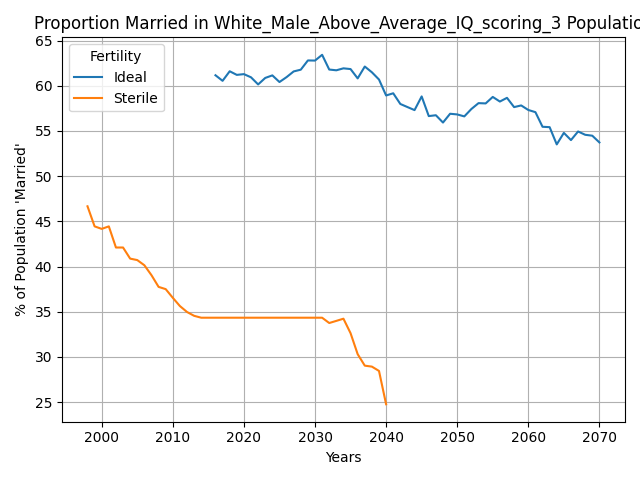 Proportion Married in White_Male_Above_Average_IQ_scoring_3 Populatio
65
60
55
50
45
40
35
30
25
% of Population 'Married'
Fertility
Ideal
Sterile
2000 2010 2020 2030 2040 2050 2060 2070
Years